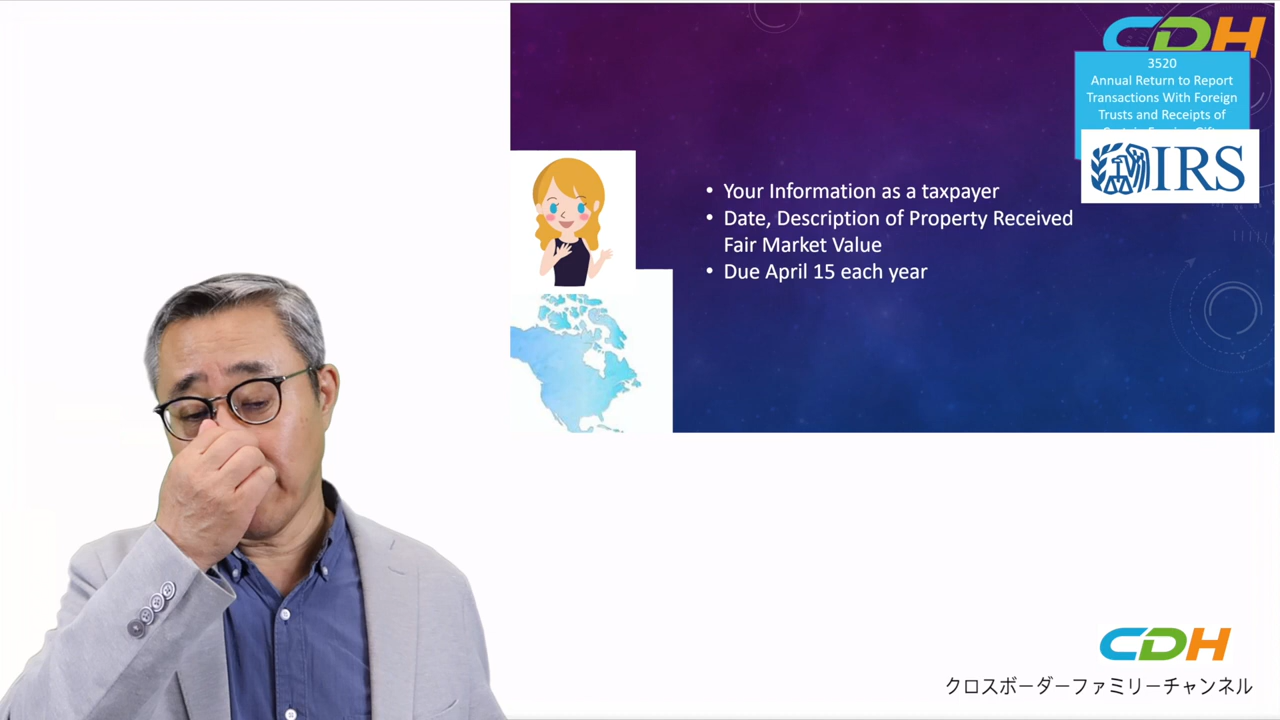 CDH
3520
Annual Return to Report
Transactions With Foreign
Trusts and Receipts of
IRS
• Your Information as a taxpayer
• Date, Description of Property Received
Fair Market Value
• Due April 15 each year
CDH
クロスボーダーファミリーチャンネル